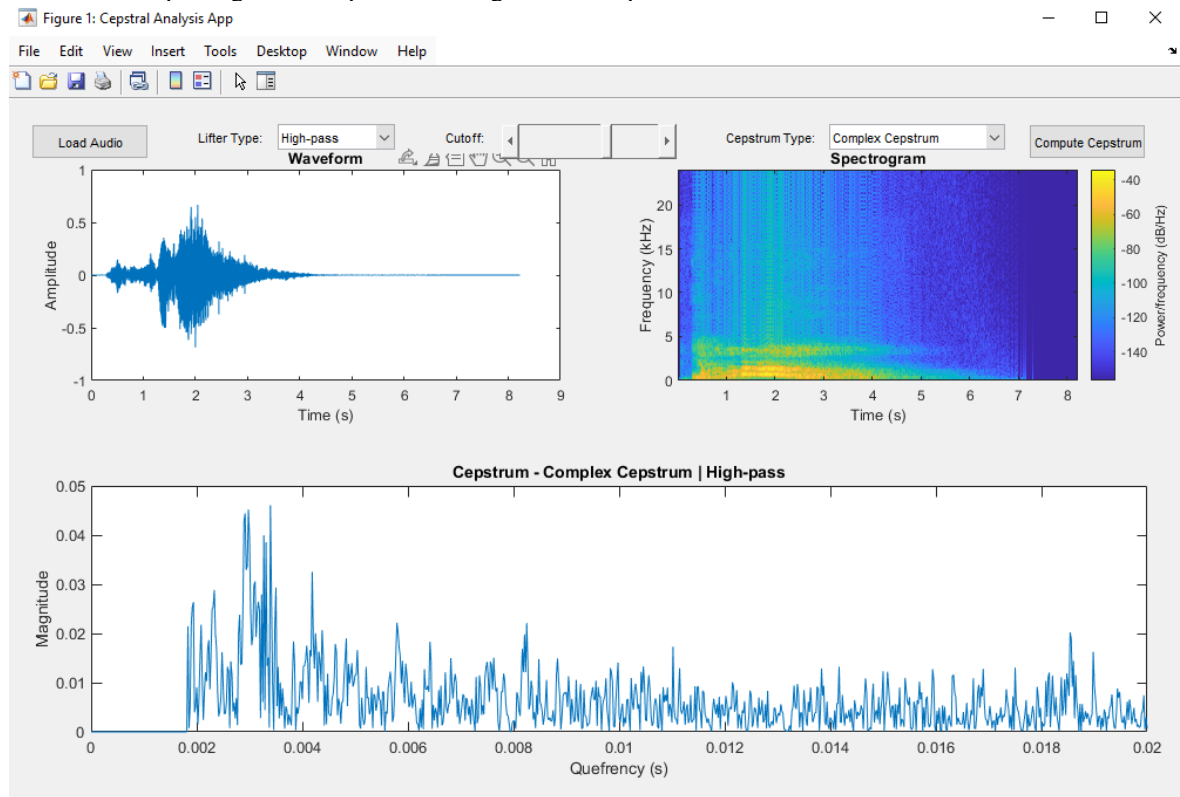 Figure 1: Cepstral Analysis App
File Edit View Insert Tools Desktop Window Help
Load Audio
Lifter Type:
High-pass
Cutoff:
Cepstrum Type:
Complex Cepstrum
Compute Cepstrum
Waveform
1
0.5
0
-0.5
-1
Amplitude
0 1 2 3 4 5 6 7 8 9
Time (s)
Spectrogram
20
15
10
5
0
Frequency (kHz)
1 2 3 4 5 6 7 8
Time (s)
-40
-60
-80
-100
-120
-140
Power/frequency (dB/Hz)
Cepstrum - Complex Cepstrum | High-pass
0.05
0.04
0.03
0.02
0.01
0
Magnitude
0 0.002 0.004 0.006 0.008 0.01 0.012 0.014 0.016 0.018 0.02
Quefrency (s)